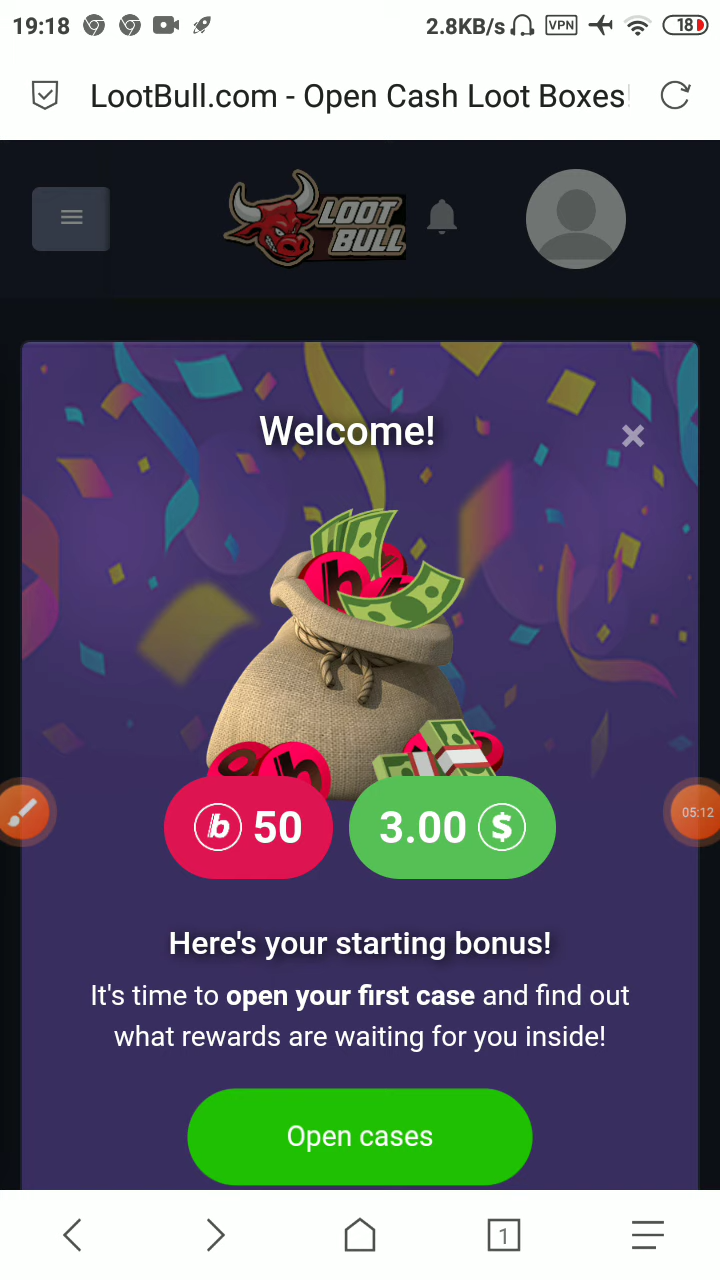 19:18 2.8KB/s VPN 18
LootBull.com - Open Cash Loot Boxes
LOOT
BULL
Welcome!
b 50 3.00 $
Here's your starting bonus!
It's time to open your first case and find out
what rewards are waiting for you inside!
05:12
Open cases
1